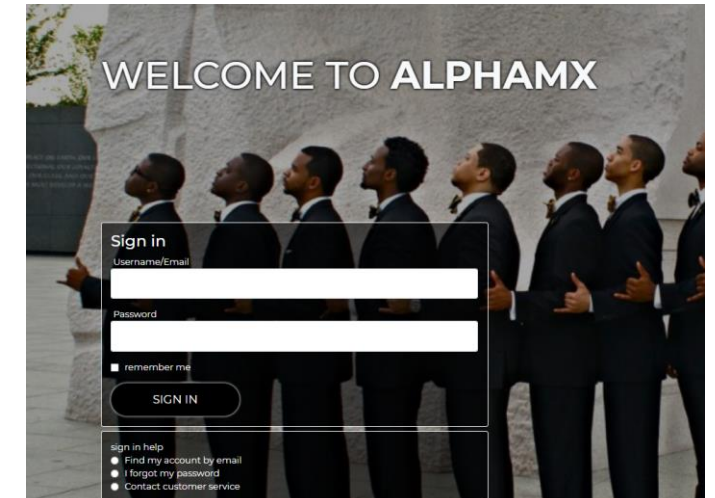 WELCOME TO ALPHAMX
Sign in
Username/Email
Password
remember me
SIGN IN
sign in help
Find my account by email
I forgot my password
Contact customer service